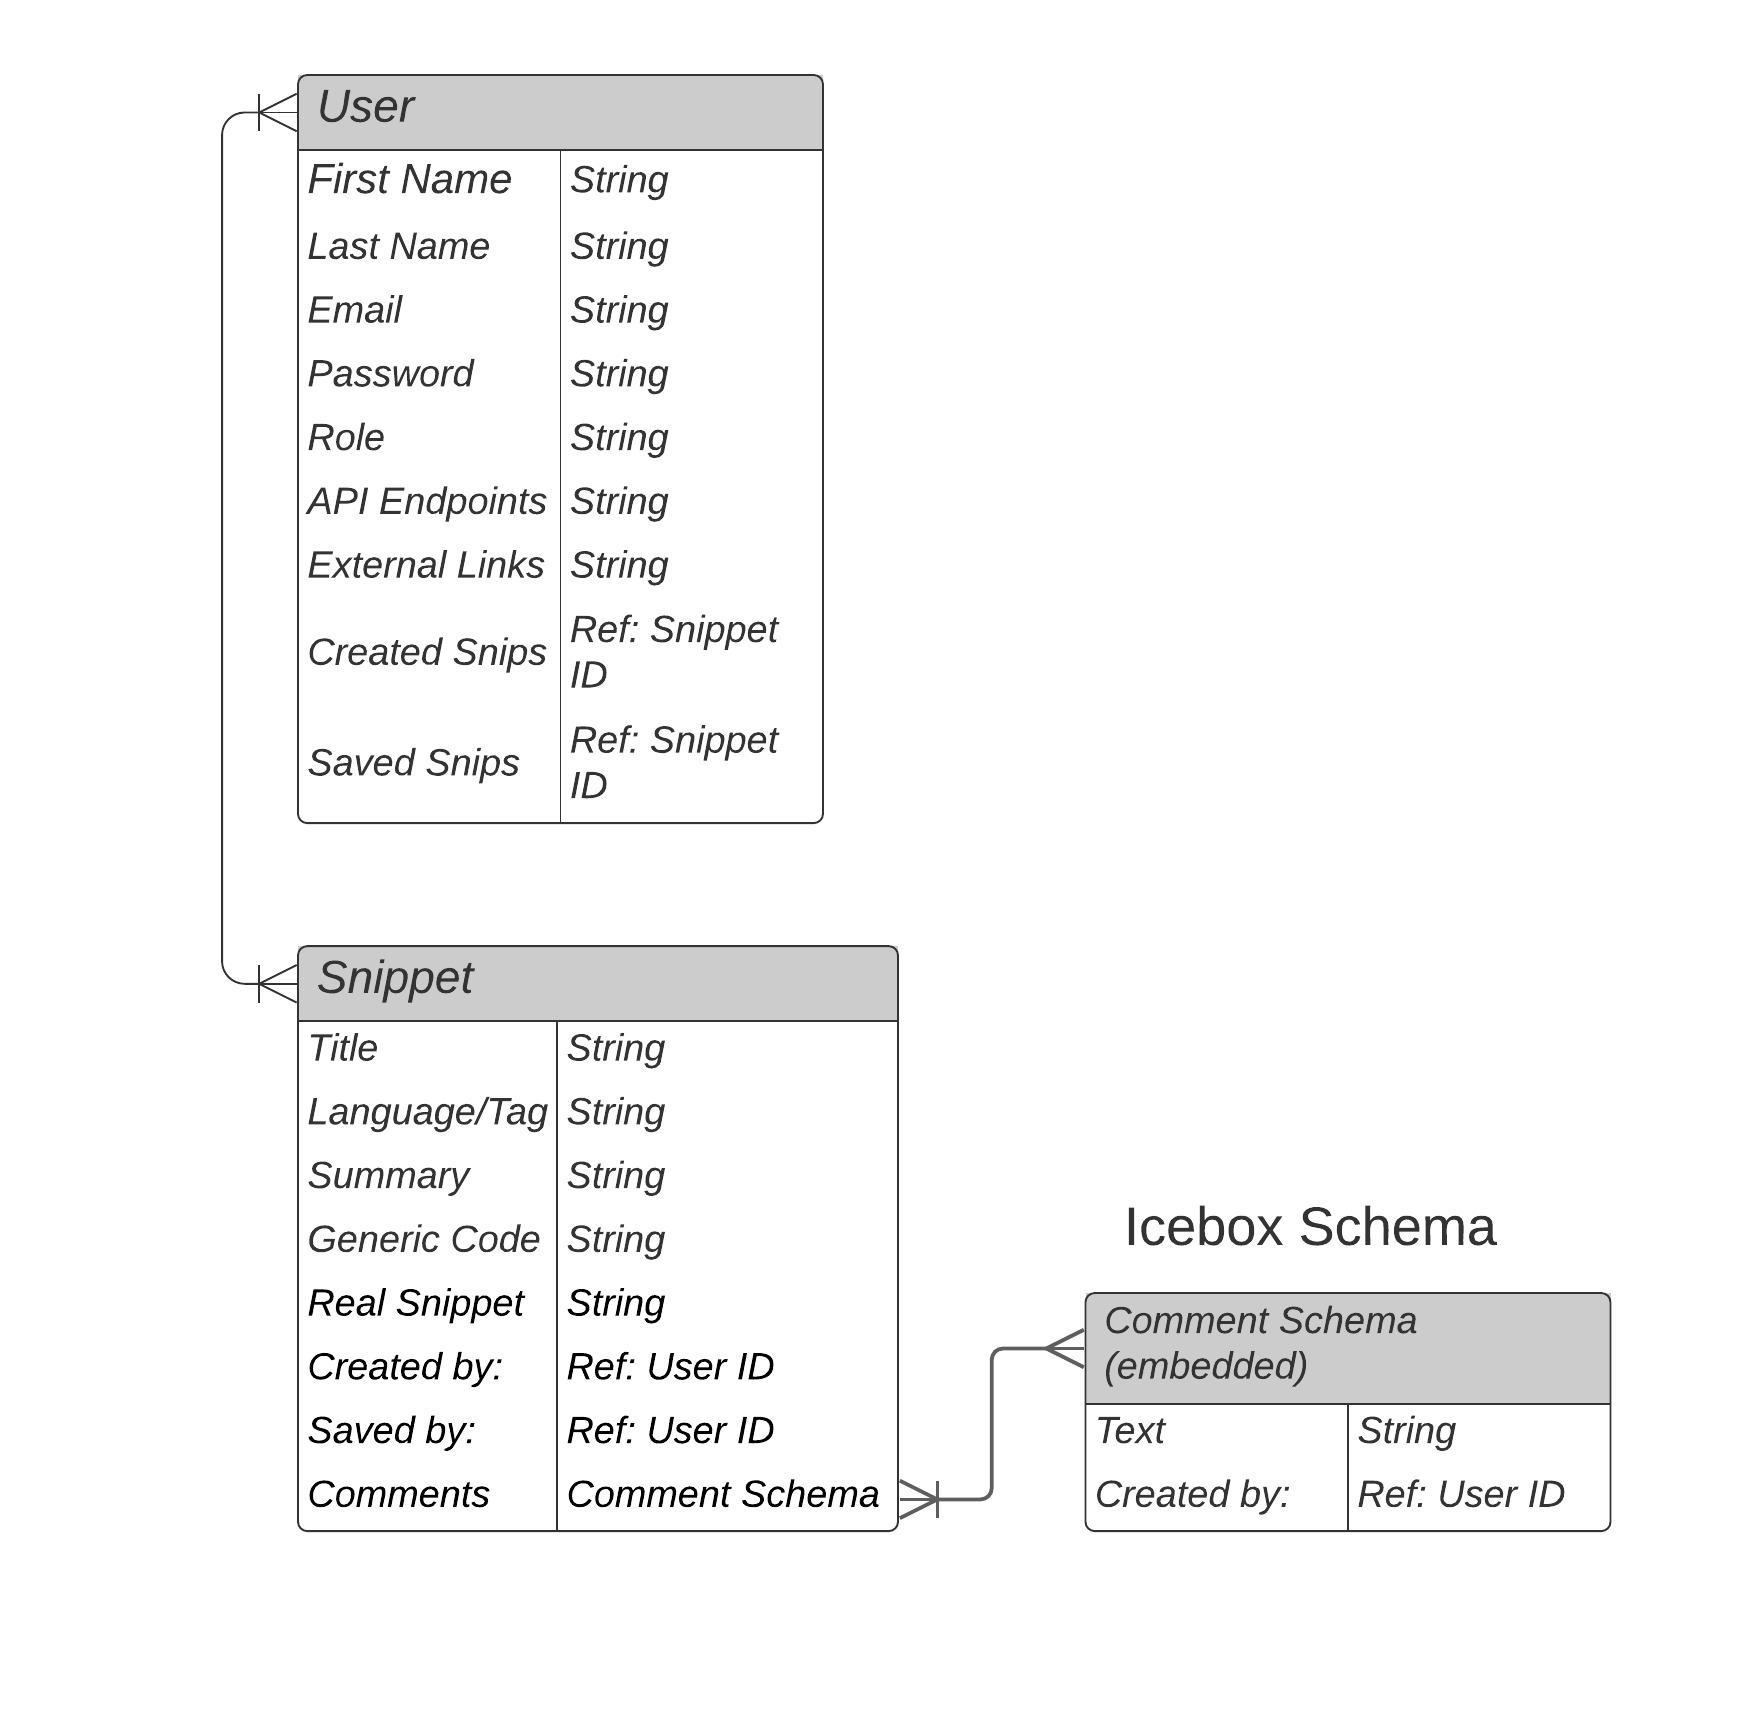 User
First Name String
Last Name String
Email String
Password String
Role String
API Endpoints String
External Links String
Created Snips Ref: Snippet
ID
Saved Snips Ref: Snippet
ID
Snippet
Title String
Language/Tag String
Summary String
Generic Code String
Real Snippet String
Created by: Ref: User ID
Saved by: Ref: User ID
Comments Comment Schema
Icebox Schema
Comment Schema
(embedded)
Text String
Created by: Ref: User ID